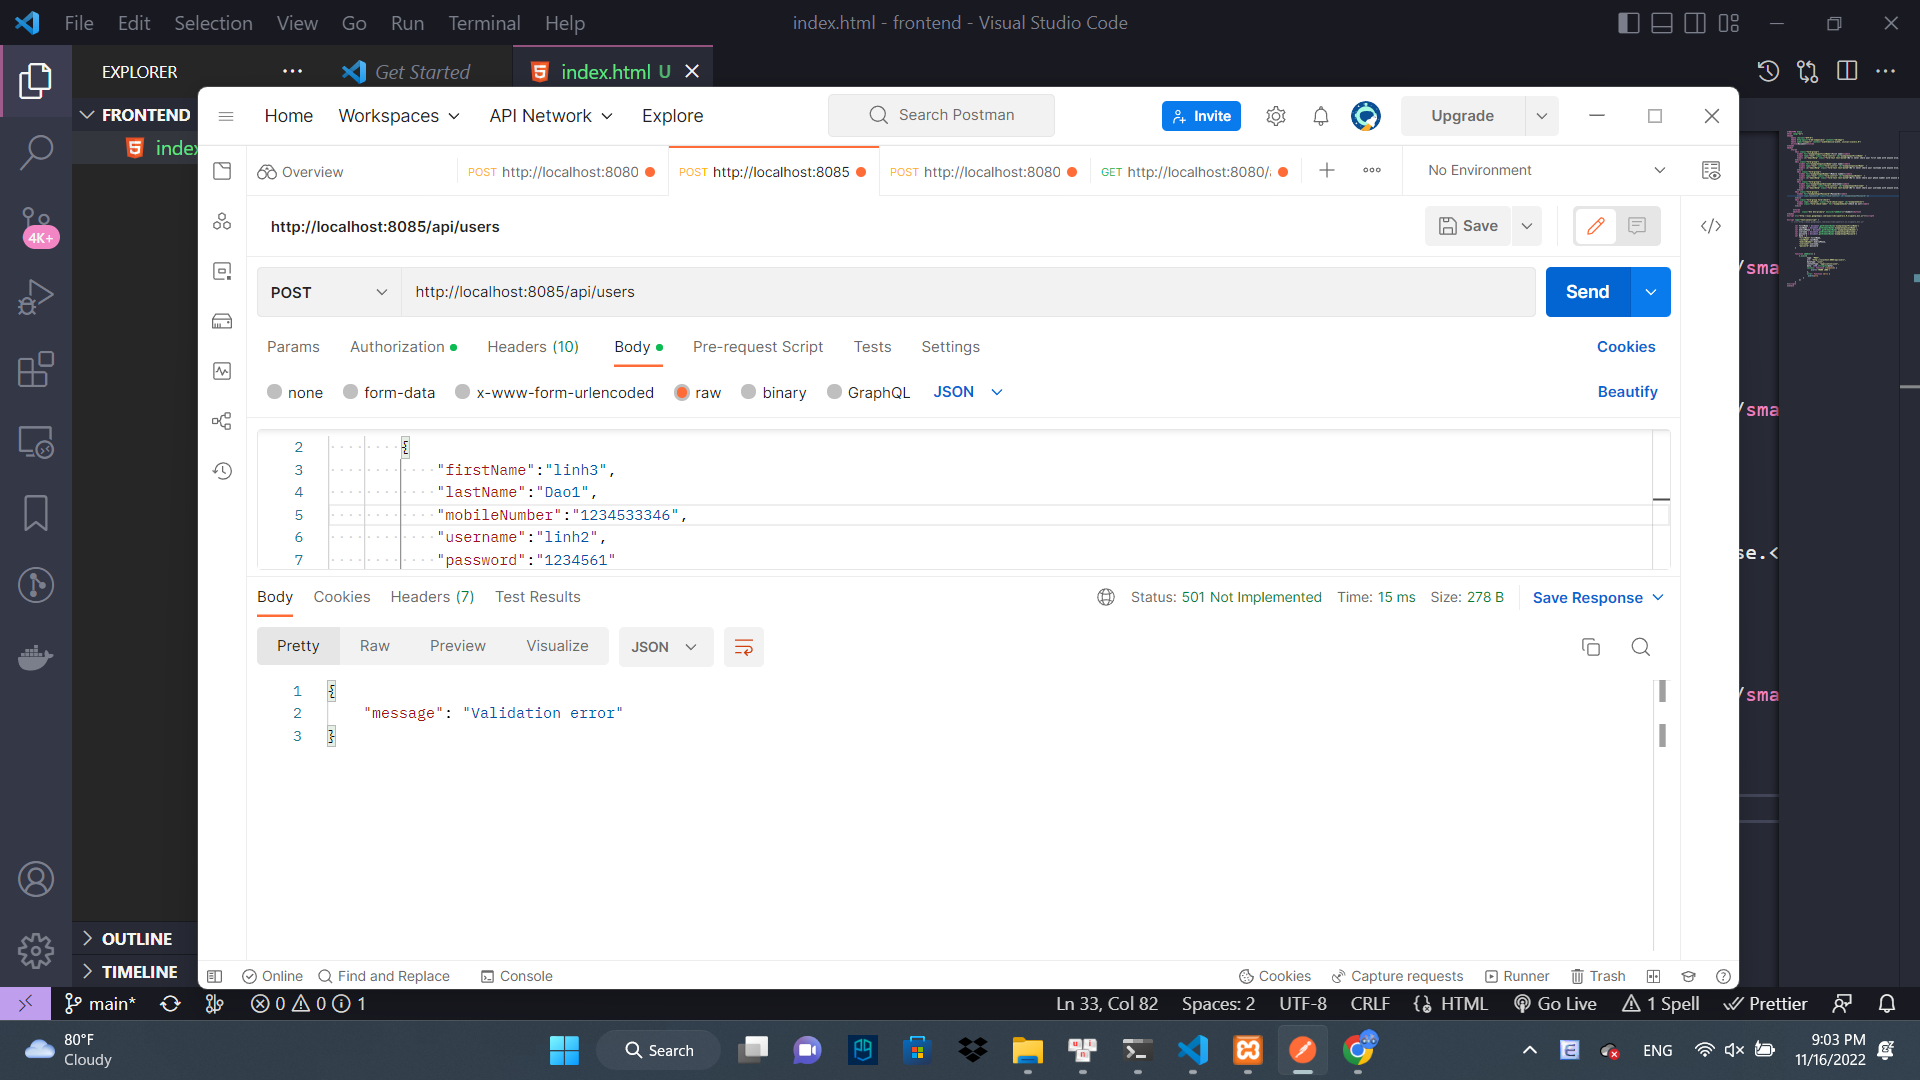 File Edit Selection View Go Run Terminal Help
index.html - frontend - Visual Studio Code
EXPLORER
Get Started
index.html U
FRONTEND
index
Home Workspaces API Network Explore
Search Postman
Invite
Upgrade
Overview
POST http://localhost:8080
POST http://localhost:8085
POST http://localhost:8080
GET http://localhost:8080/
No Environment
http://localhost:8085/api/users
Save
POST
http://localhost:8085/api/users
Send
Params Authorization Headers (10) Body Pre-request Script Tests Settings
Cookies
none form-data x-www-form-urlencoded raw binary GraphQL JSON
Beautify
2 {
3 "firstName":"linh3",
4 "lastName":"Dao1",
5 "mobileNumber":"1234533346",
6 "username":"linh2",
7 "password":"1234561"
Body Cookies Headers (7) Test Results
Status: 501 Not Implemented Time: 15 ms Size: 278 B
Save Response
Pretty Raw Preview Visualize JSON
1 {
2 "message": "Validation error"
3 }
/sma
/sma
se.<
/sma
4K+
OUTLINE
TIMELINE
Online Find and Replace Console
Cookies Capture requests Runner Trash
main* 0 0 1
Ln 33, Col 82 Spaces: 2 UTF-8 CRLF HTML Go Live 1 Spell Prettier
80°F
Cloudy
Search
ENG
9:03 PM
11/16/2022